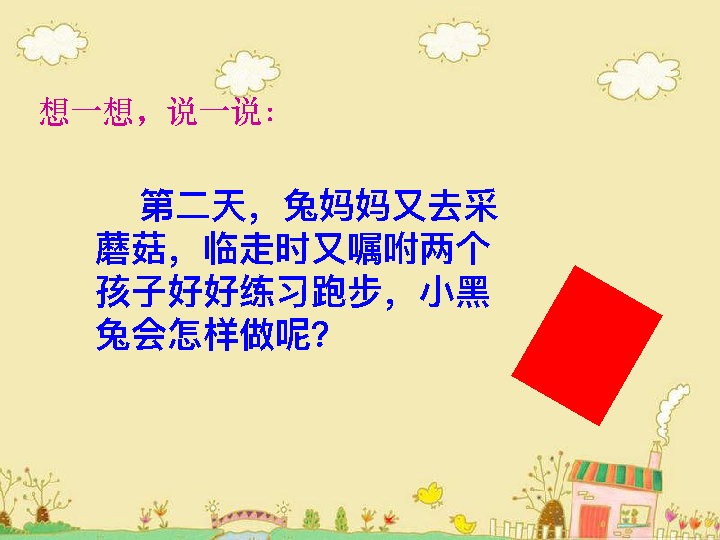 想一想，说一说：
第二天，兔妈妈又去采
蘑菇，临走时又嘱咐两个
孩子好好练习跑步，小黑
兔会怎样做呢？